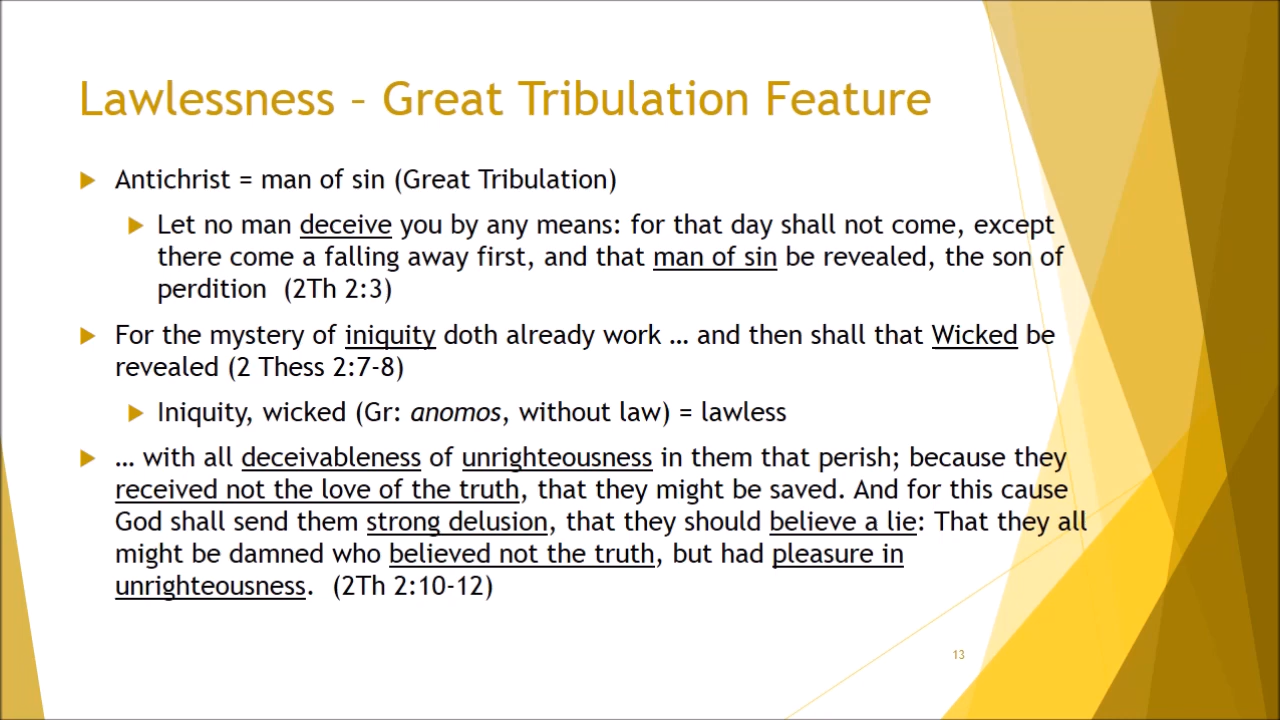 Lawlessness – Great Tribulation Feature
Antichrist = man of sin (Great Tribulation)
Let no man deceive you by any means: for that day shall not come, except
there come a falling away first, and that man of sin be revealed, the son of
perdition (2Th 2:3)
For the mystery of iniquity doth already work … and then shall that Wicked be
revealed (2 Thess 2:7-8)
Iniquity, wicked (Gr: anomos, without law) = lawless
… with all deceivableness of unrighteousness in them that perish; because they
received not the love of the truth, that they might be saved. And for this cause
God shall send them strong delusion, that they should believe a lie: That they all
might be damned who believed not the truth, but had pleasure in
unrighteousness. (2Th 2:10-12)
13